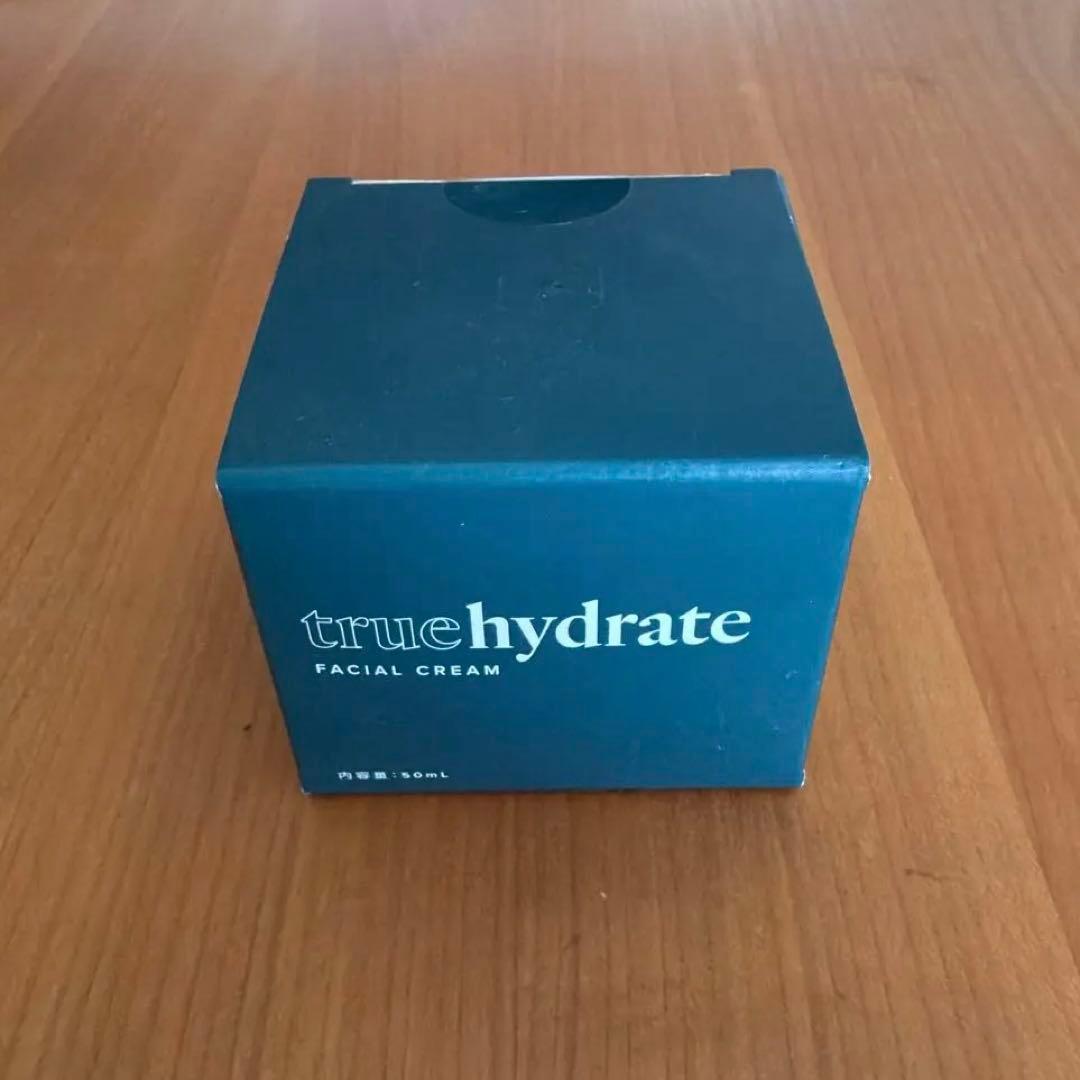 truehydrate
FACIAL CREAM
内容量:50mL